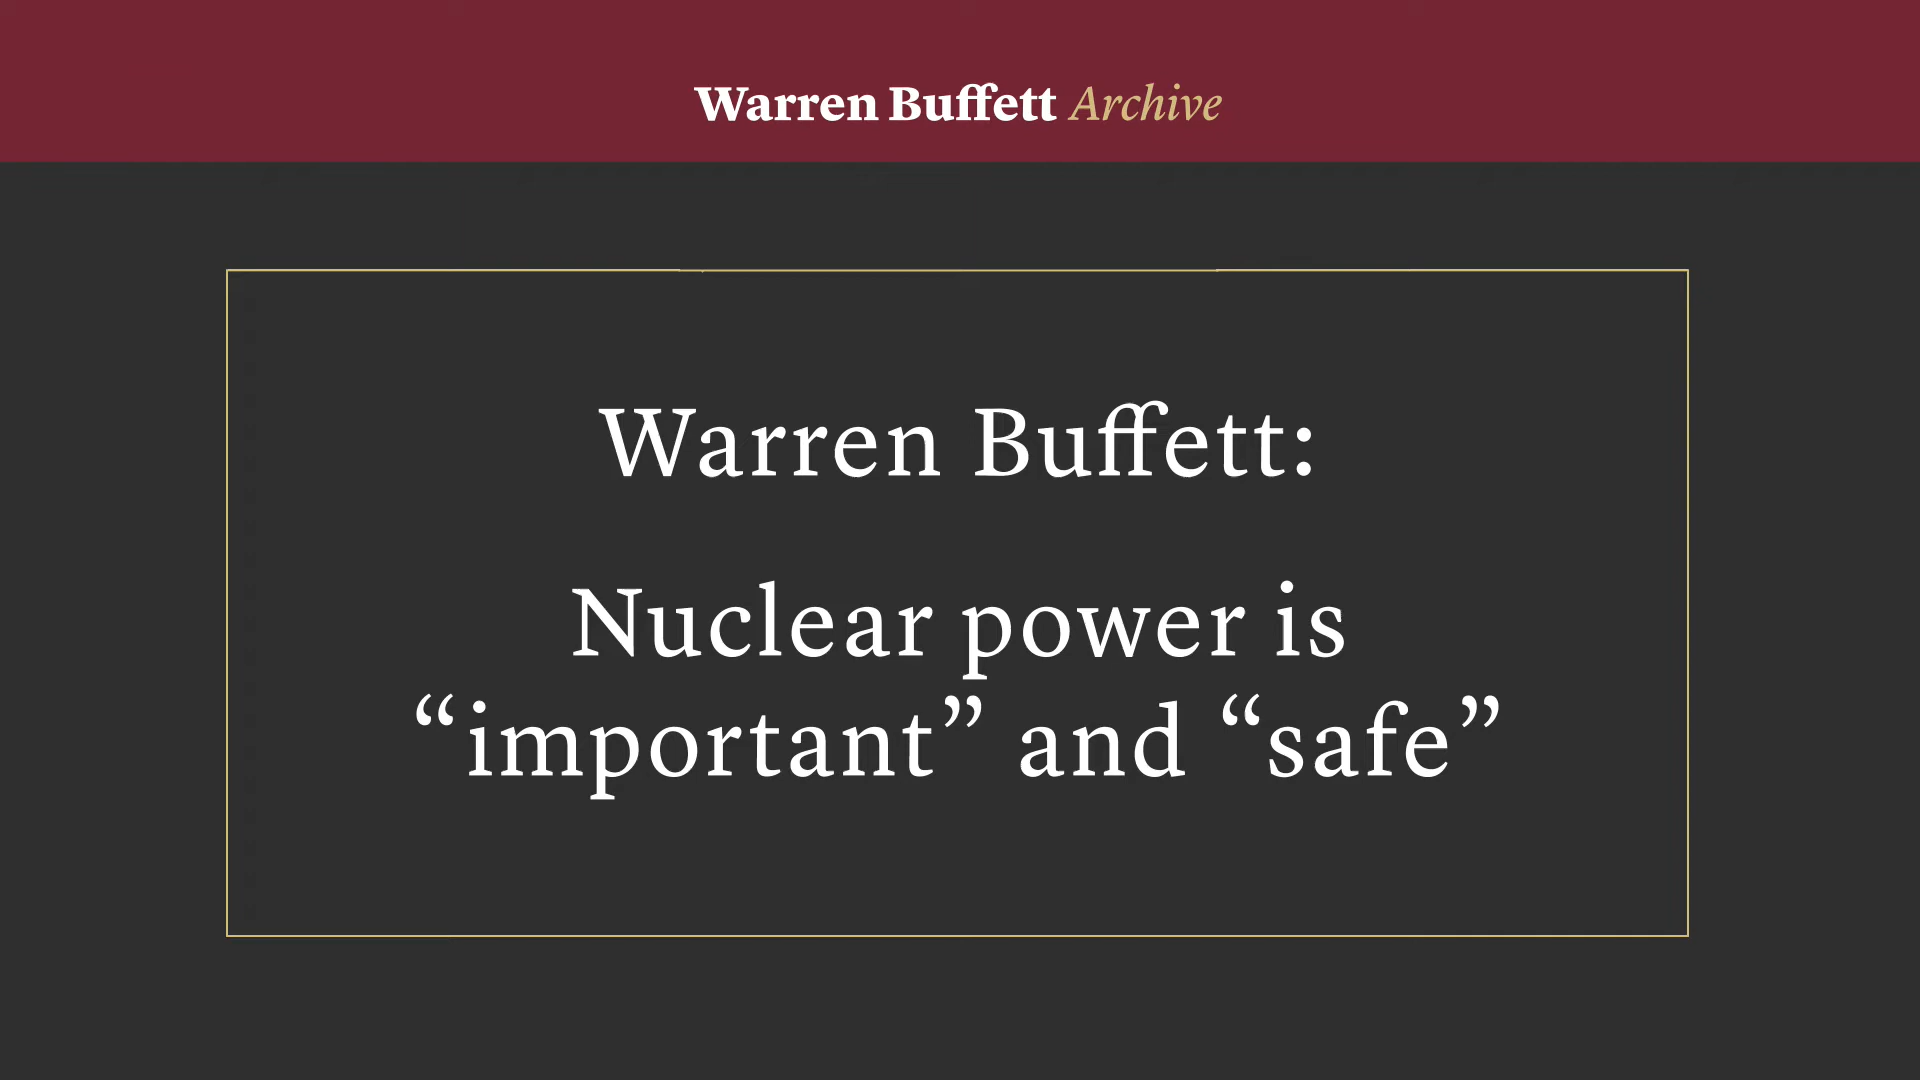 Warren Buffett Archive
Warren Buffett:
Nuclear power is
“important” and “safe”